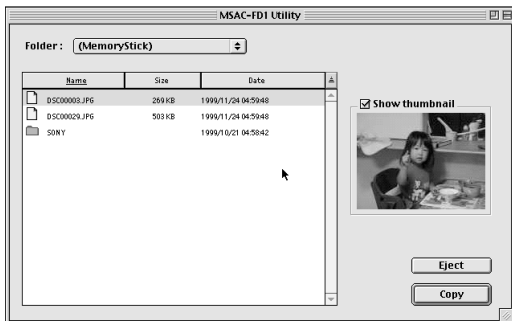 MSAC-FD1 Utility
Folder : (MemoryStick)
Name Size Date
DSC00003.JPG 269 KB 1999/11/24 04:59:48
DSC00029.JPG 503 KB 1999/11/24 04:59:48
SONY 1999/10/21 04:58:42
Show thumbnail
Eject
Copy